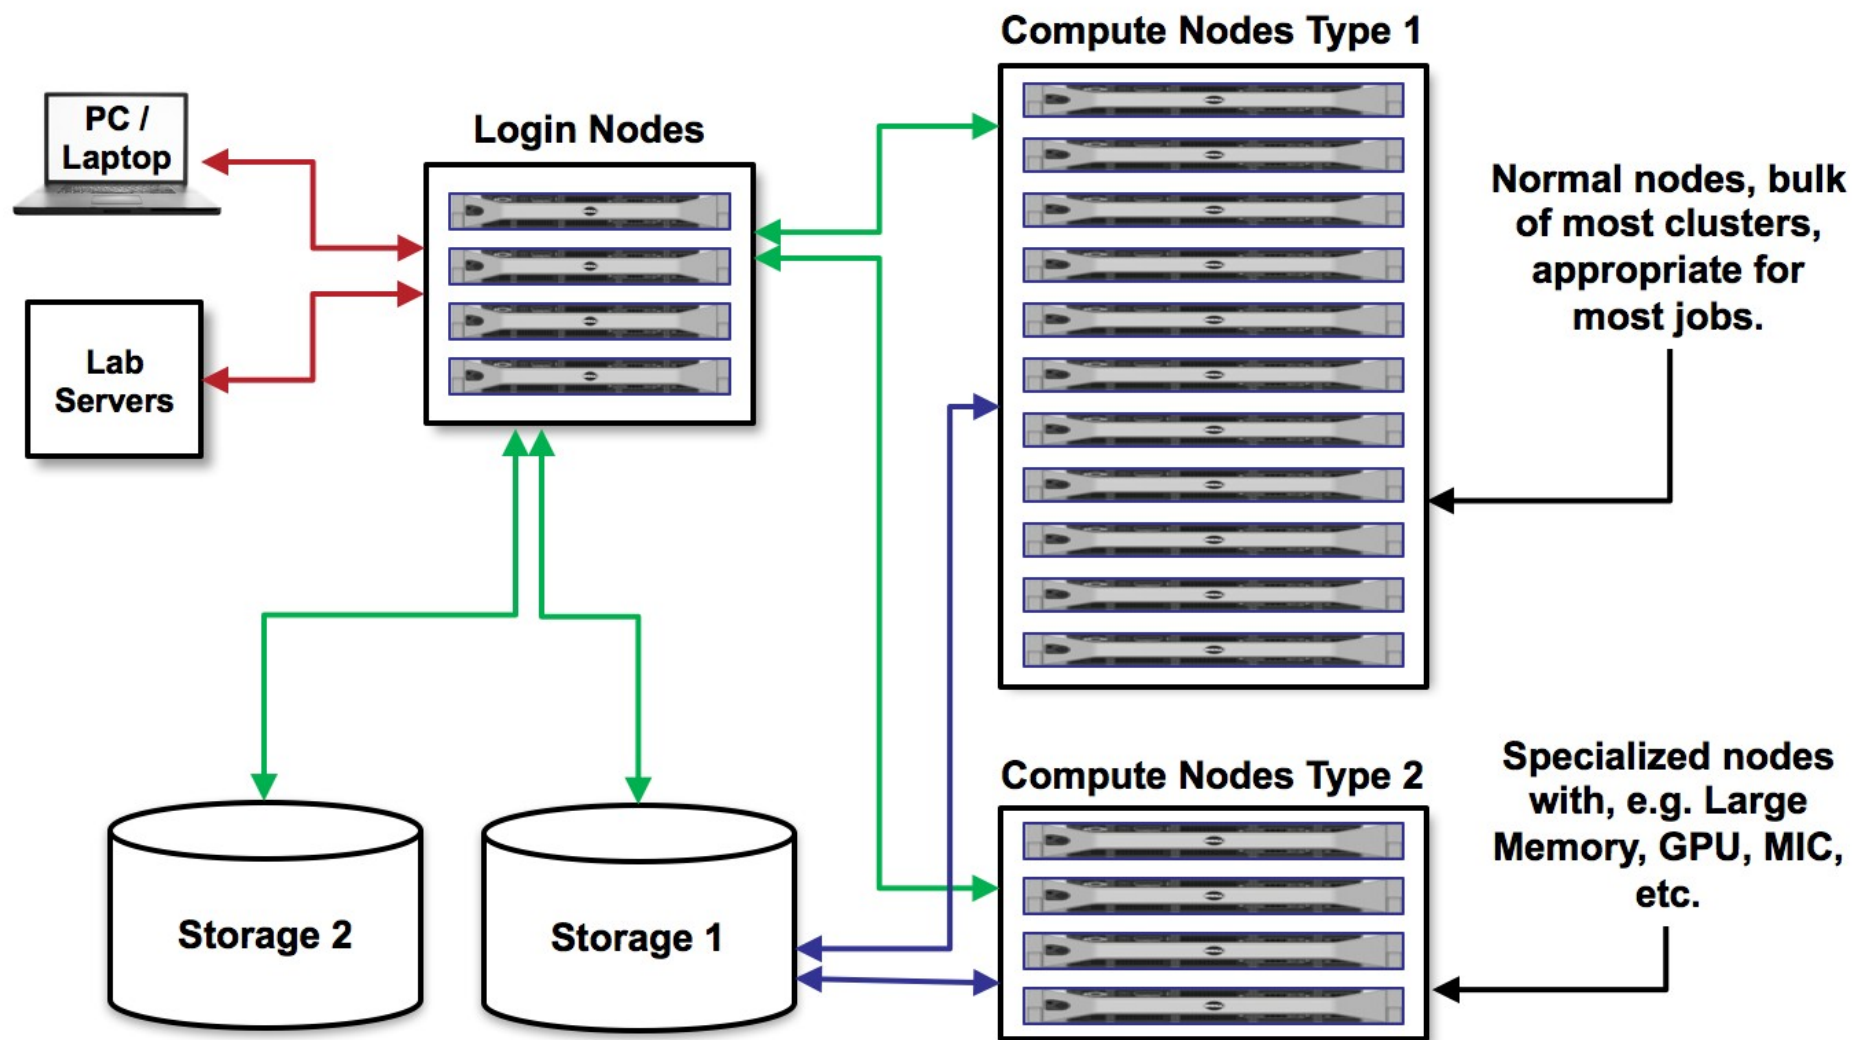 Compute Nodes Type 1
PC /
Laptop
Login Nodes
Normal nodes, bulk
of most clusters,
appropriate for
most jobs.
Lab
Servers
Compute Nodes Type 2
Specialized nodes
with, e.g. Large
Memory, GPU, MIC,
etc.
Storage 2
Storage 1